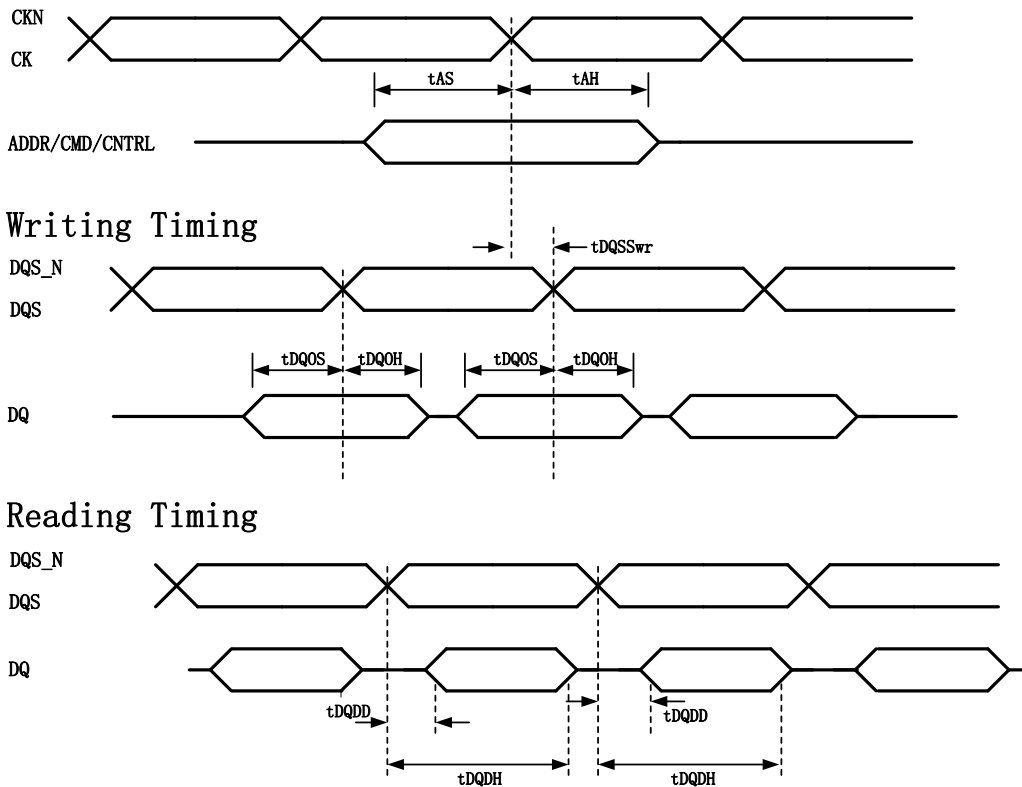 CKN
CK
tAS tAH
ADDR/CMD/CNTRL
Writing Timing
tDQSSwr
DQS_N
DQS
tDQOS tDQOH tDQOS tDQOH
DQ
Reading Timing
DQS_N
DQS
DQ
tDQDD tDQDD
tDQDH tDQDH